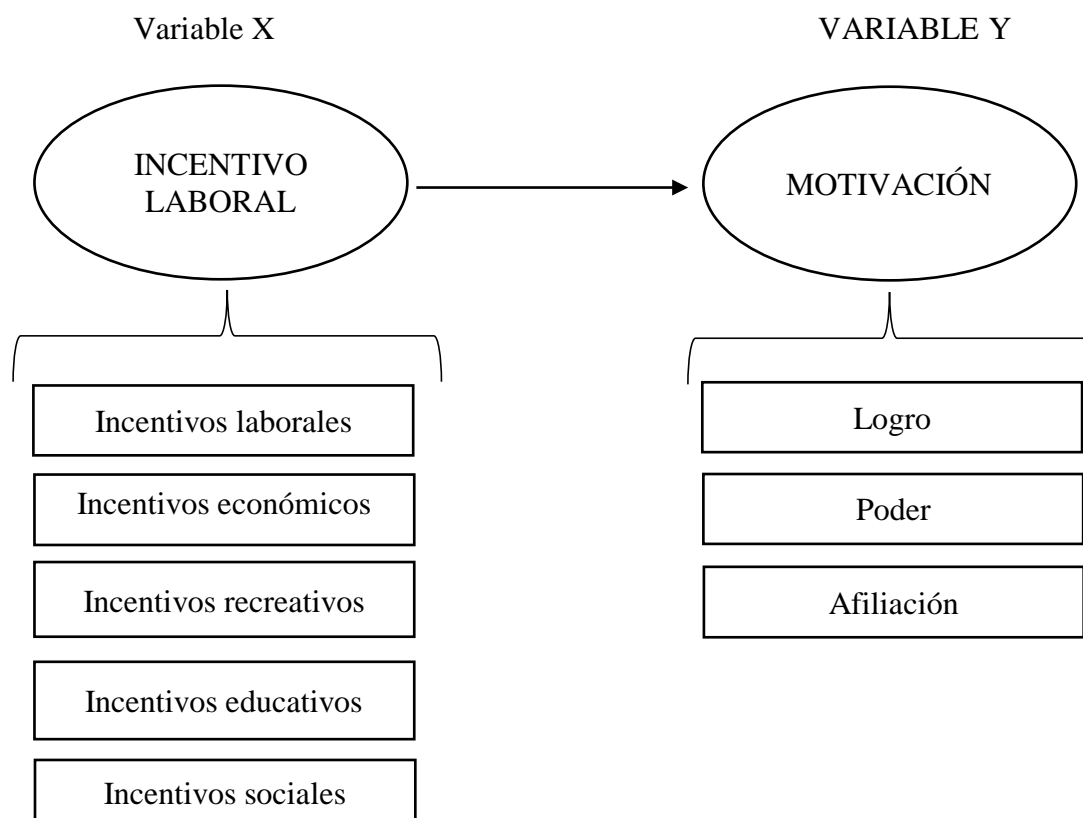 Variable X
VARIABLE Y
INCENTIVO
LABORAL
MOTIVACIÓN
Incentivos laborales
Incentivos económicos
Incentivos recreativos
Incentivos educativos
Incentivos sociales
Logro
Poder
Afiliación